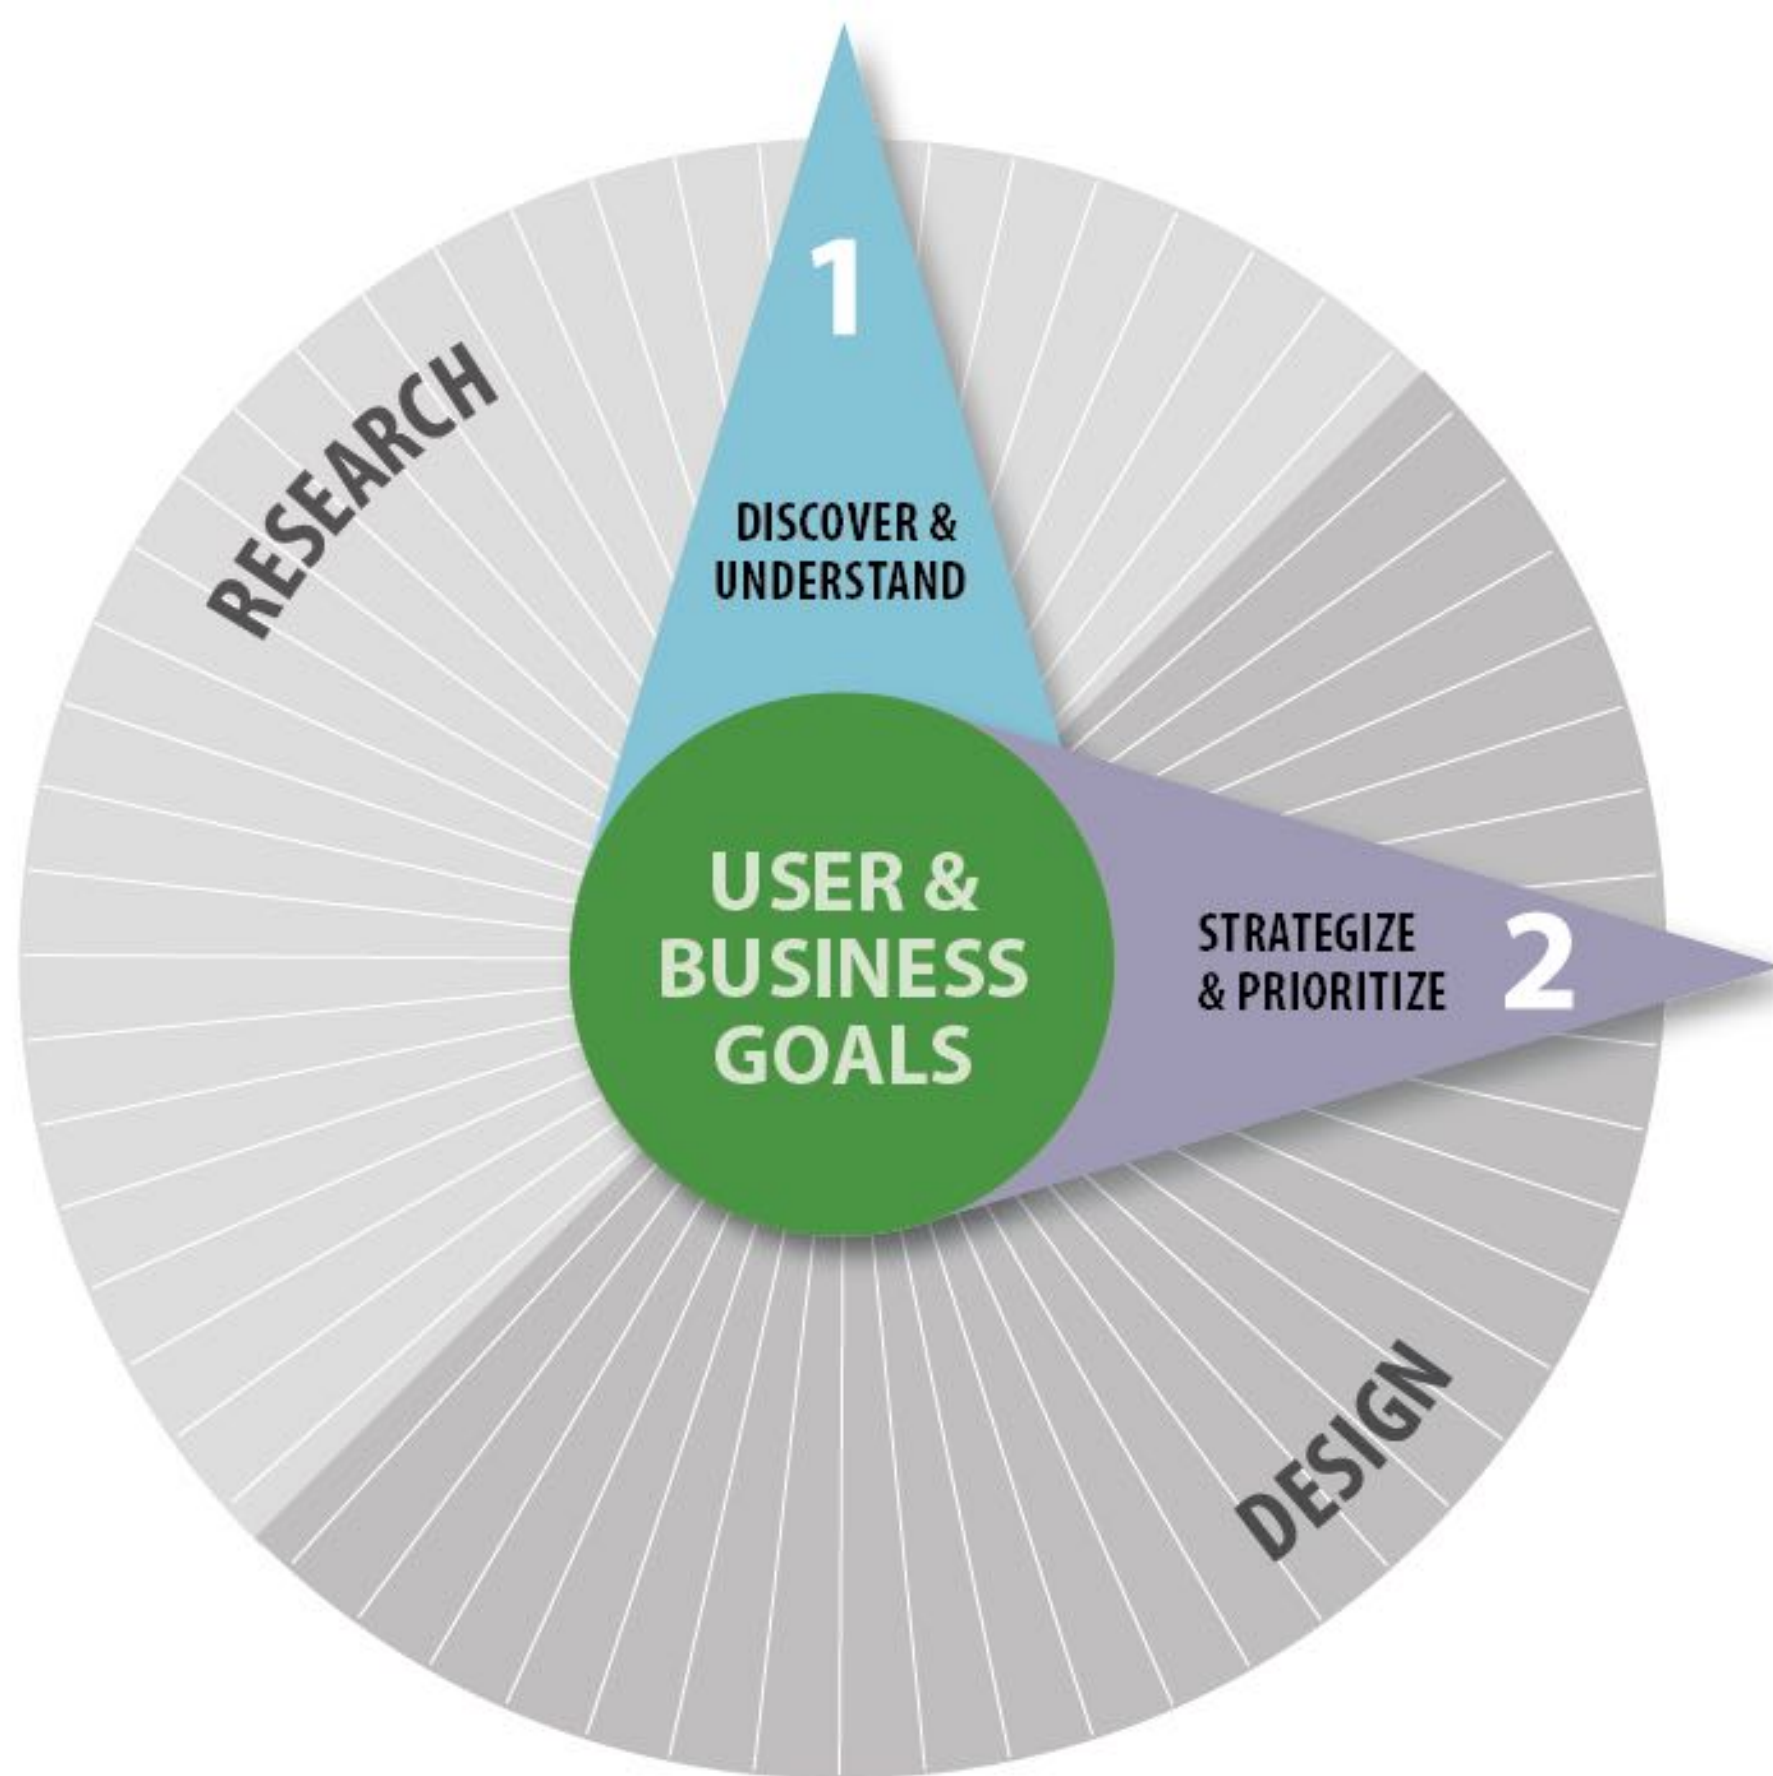 1
RESEARCH
DISCOVER &
UNDERSTAND
USER &
BUSINESS
GOALS
STRATEGIZE
& PRIORITIZE
2
DESIGN